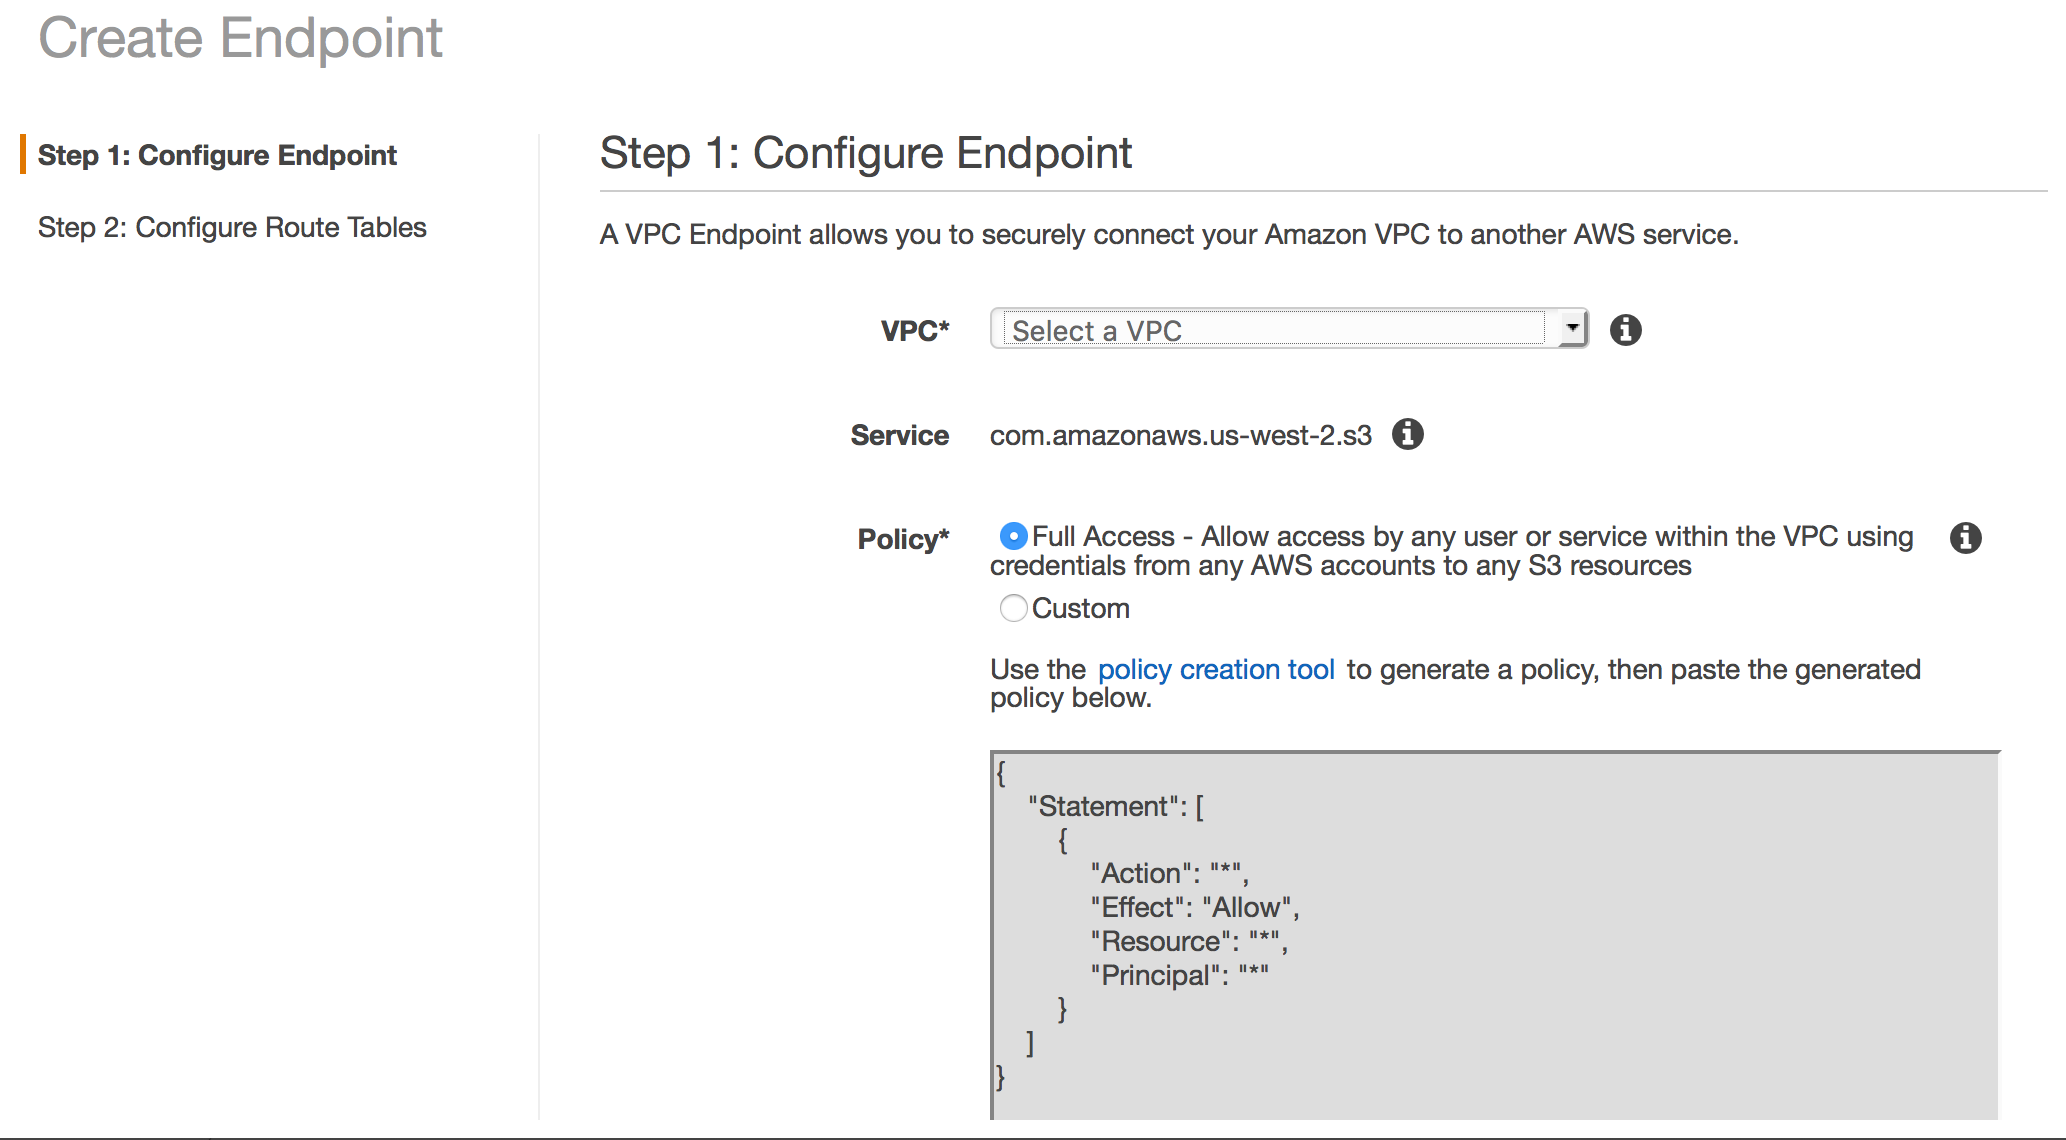 Create Endpoint
Step 1: Configure Endpoint
Step 2: Configure Route Tables
Step 1: Configure Endpoint
A VPC Endpoint allows you to securely connect your Amazon VPC to another AWS service.
VPC*
Select a VPC
Service
com.amazonaws.us-west-2.s3
Policy*
Full Access - Allow access by any user or service within the VPC using
credentials from any AWS accounts to any S3 resources
Custom
Use the policy creation tool to generate a policy, then paste the generated
policy below.
{
"Statement": [
{
"Action": "*",
"Effect": "Allow",
"Resource": "*",
"Principal": "*"
}
]
}